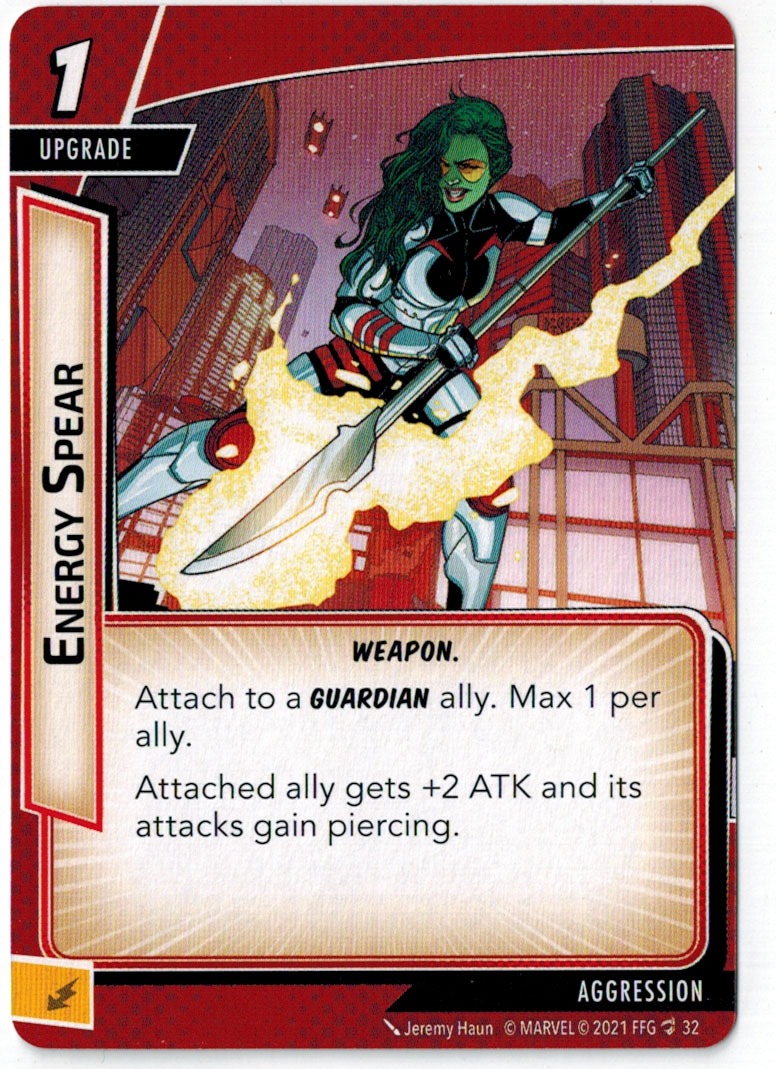 1
UPGRADE
ENERGY SPEAR
WEAPON.
Attach to a GUARDIAN ally. Max 1 per
ally.
Attached ally gets +2 ATK and its
attacks gain piercing.
AGGRESSION
Jeremy Haun © MARVEL © 2021 FFG 32